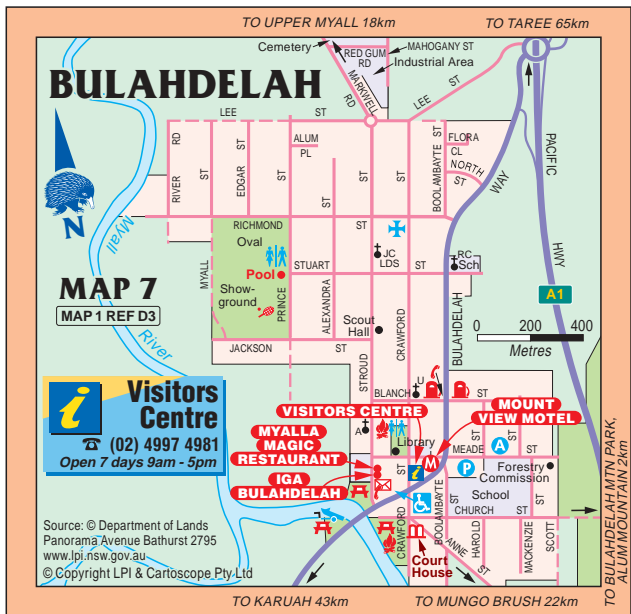 TO UPPER MYALL 18km
TO TAREE 65km
Cemetery
RED GUM
RD
MAHOGANY ST
Industrial Area
BULAHDELAH
MARKWELL
RD
LEE
ST
LEE
ST
RIVER
RD
ST
EDGAR
ST
ST
ALUM
PL
ST
ST
ST
BOOLAMBAYTE
ST
FLORA
CL
NORTH
ST
WAY
PACIFIC
HWY
A1
N
Myall
River
MAP 7
MAP 1 REF D3
RICHMOND
ST
Oval
Pool
Show-
ground
MYALL
PRINCE
STUART
ST
JC
LDS
RC
Sch
ALEXANDRA
Scout
Hall
CRAWFORD
BULAHDELAH
0
200
400
Metres
JACKSON
ST
STROUD
BLANCH
U
ST
i
Visitors
Centre
☎ (02) 4997 4981
Open 7 days 9am - 5pm
VISITORS CENTRE
MOUNT
VIEW MOTEL
MYALLA
MAGIC
RESTAURANT
IGA
BULAHDELAH
A
Library
ST
i
M
MEADE
ST
ST
A
P
Forestry
Commission
School
CHURCH
ST
ST
ST
CRAWFORD
BOOLAMBAYTE
ANNE
ST
HAROLD
MACKENZIE
SCOTT
Court
House
Source: © Department of Lands
Panorama Avenue Bathurst 2795
www.lpi.nsw.gov.au
© Copyright LPI & Cartoscope Pty Ltd
TO KARUAH 43km
TO MUNGO BRUSH 22km
TO BULAHDELAH MTN PARK,
ALUM MOUNTAIN 2km